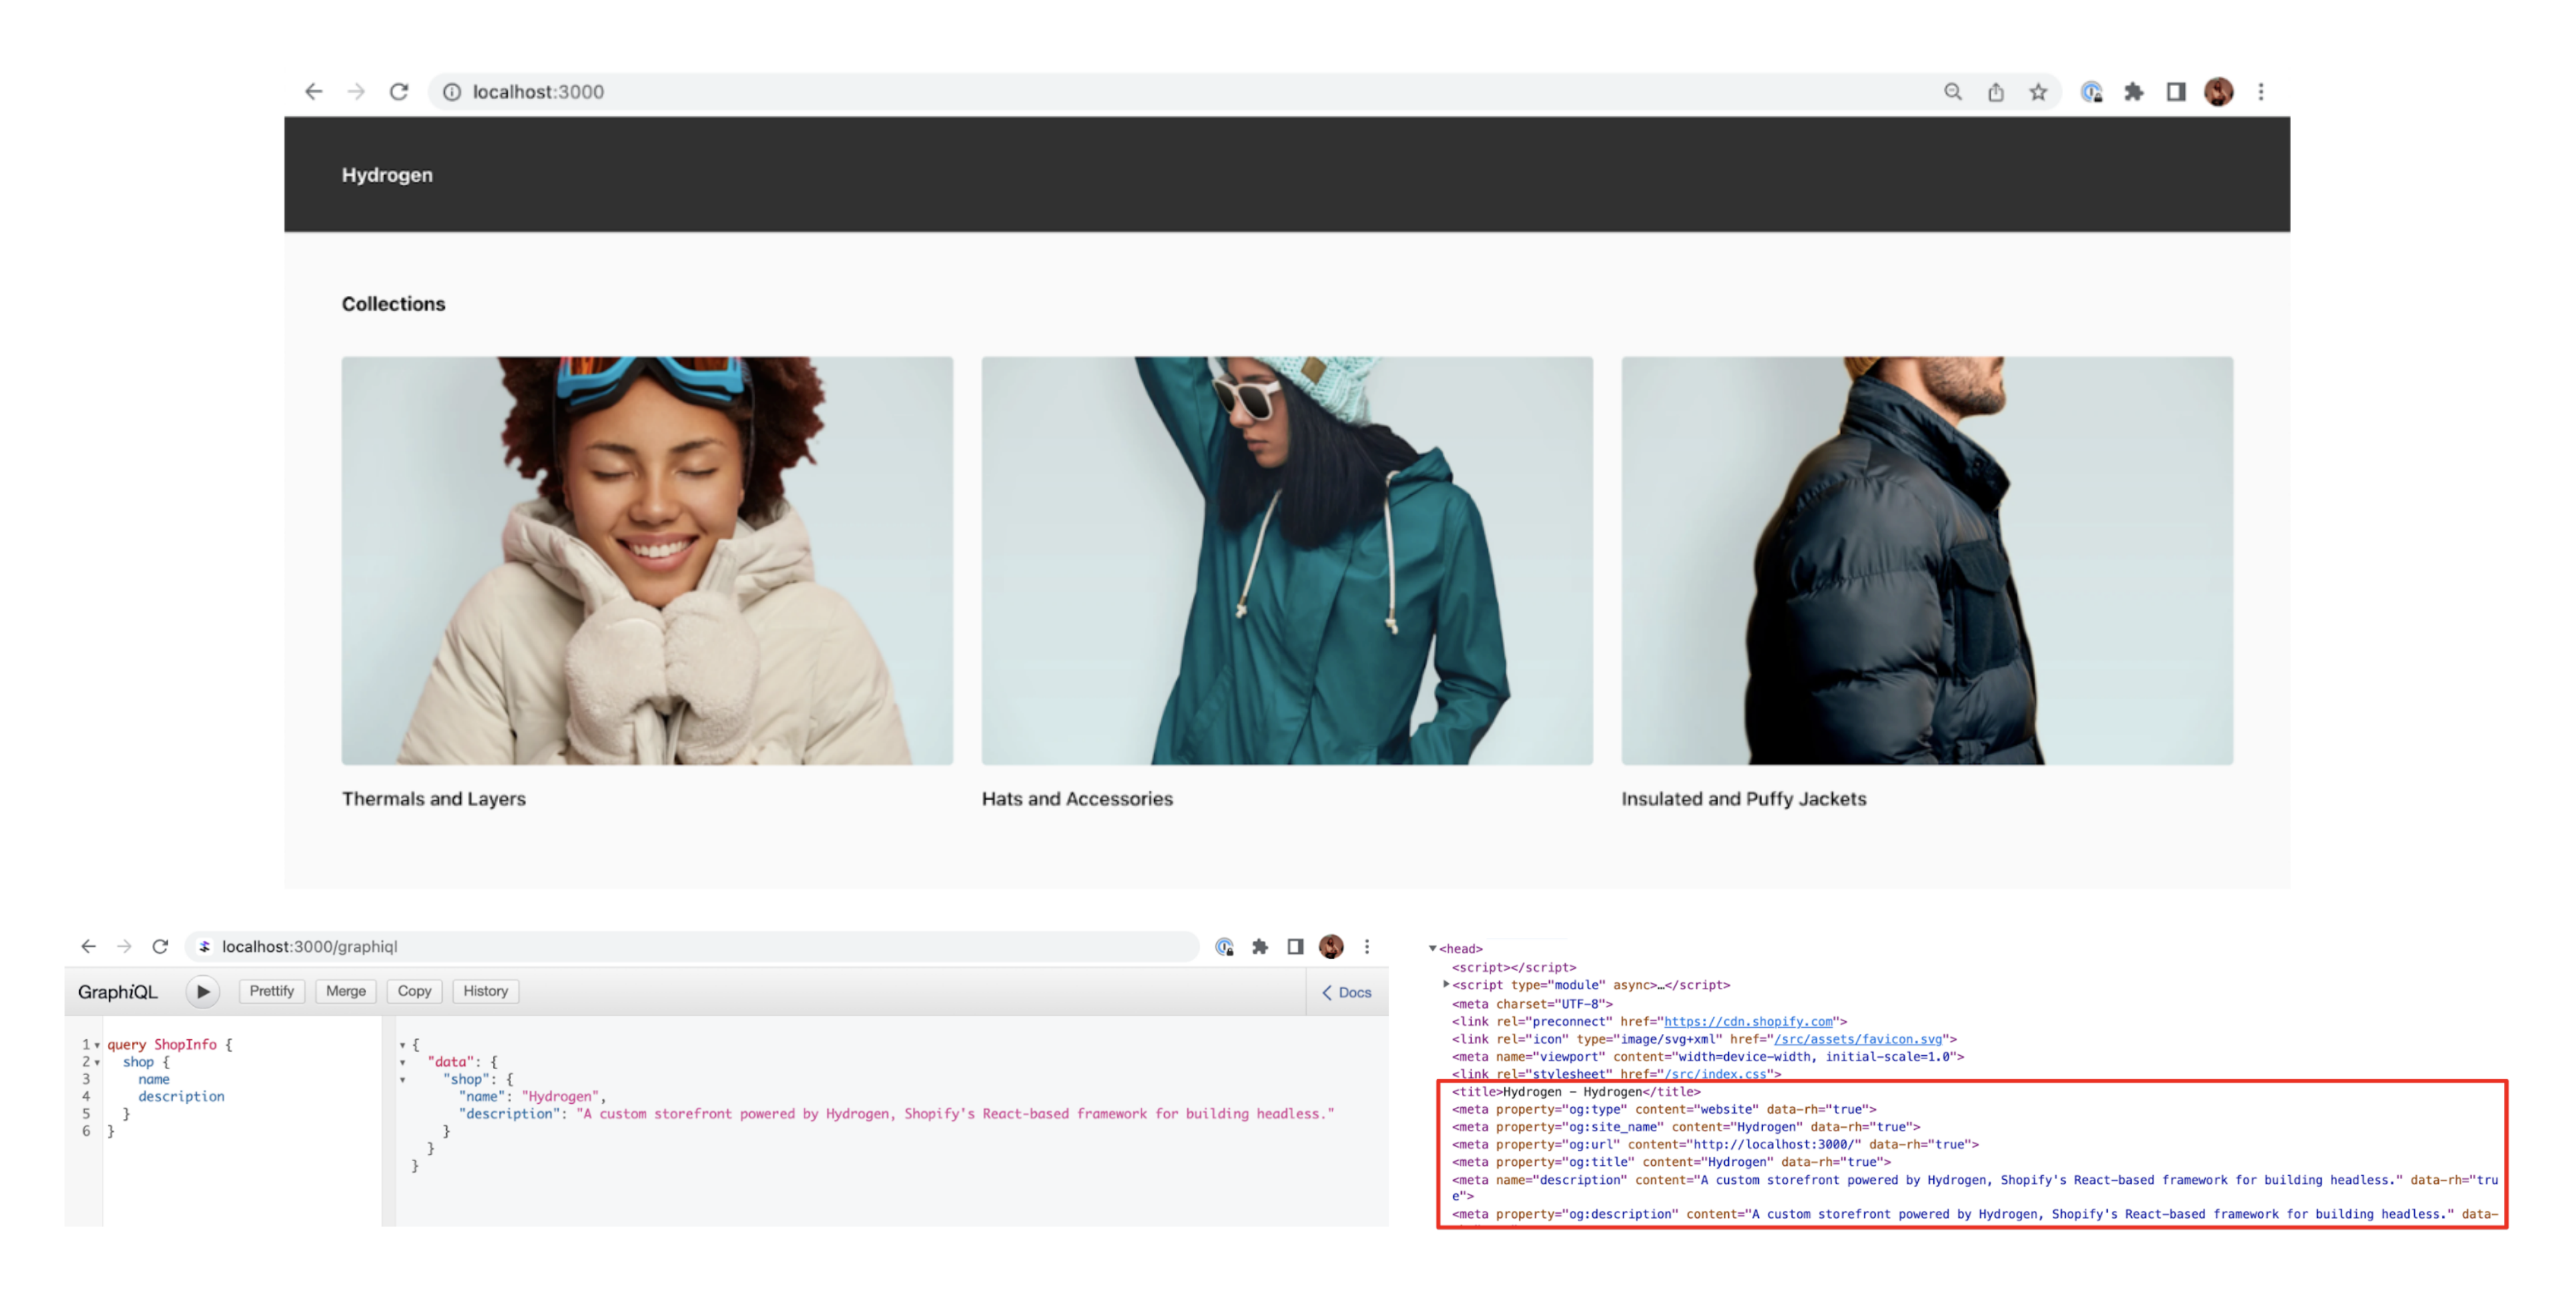 localhost:3000
Hydrogen
Collections
Thermals and Layers
Hats and Accessories
Insulated and Puffy Jackets
localhost:3000/graphiql
GraphiQL Prettify Merge Copy History Docs
1 query ShopInfo {
2 shop {
3 name
4 description
5 }
6 }
{
"data": {
"shop": {
"name": "Hydrogen",
"description": "A custom storefront powered by Hydrogen, Shopify's React-based framework for building headless."
}
}
}
<head>
<script></script>
<script type="module" async>…</script>
<meta charset="UTF-8">
<link rel="preconnect" href="https://cdn.shopify.com">
<link rel="icon" type="image/svg+xml" href="/src/assets/favicon.svg">
<meta name="viewport" content="width=device-width, initial-scale=1.0">
<link rel="stylesheet" href="/src/index.css">
<title>Hydrogen - Hydrogen</title>
<meta property="og:type" content="website" data-rh="true">
<meta property="og:site_name" content="Hydrogen" data-rh="true">
<meta property="og:url" content="http://localhost:3000/" data-rh="true">
<meta property="og:title" content="Hydrogen" data-rh="true">
<meta name="description" content="A custom storefront powered by Hydrogen, Shopify's React-based framework for building headless." data-rh="tru
e">
<meta property="og:description" content="A custom storefront powered by Hydrogen, Shopify's React-based framework for building headless." data-